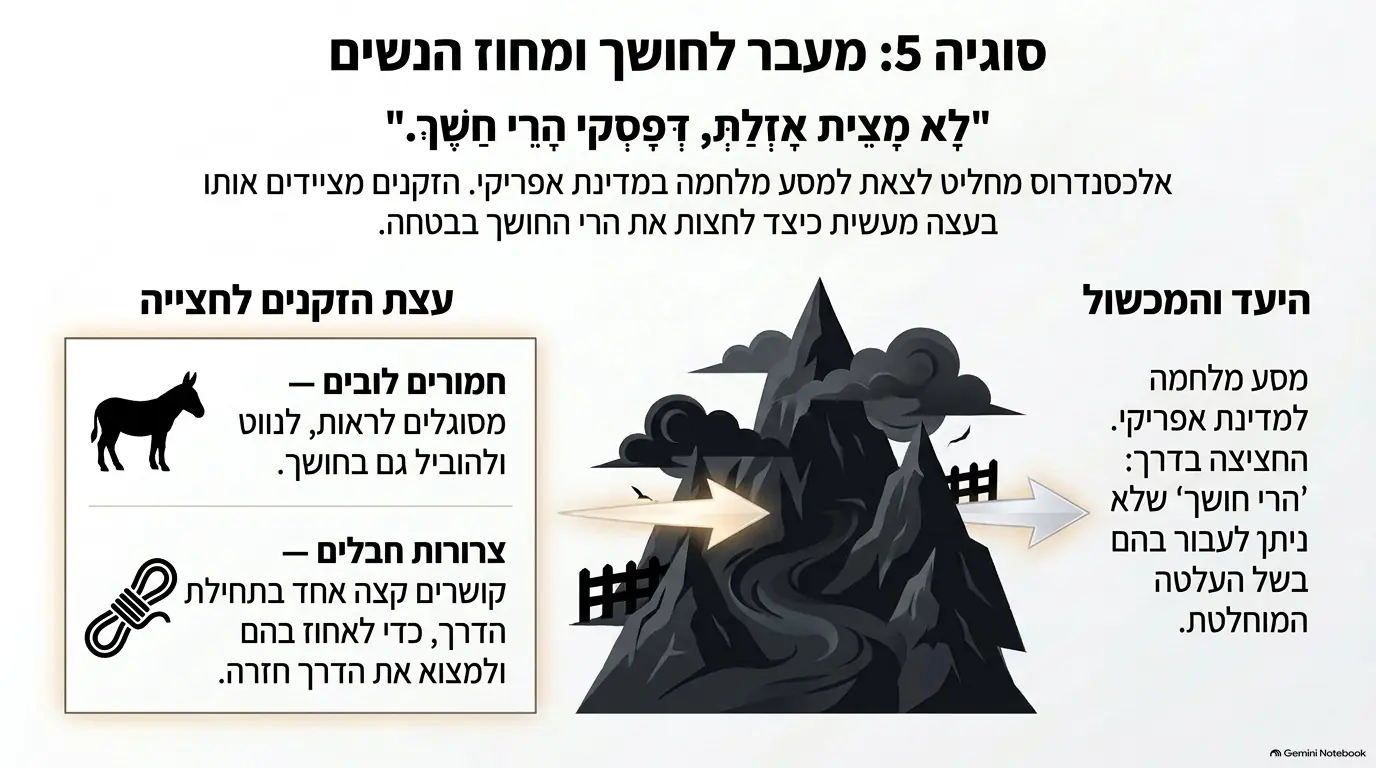 סוגיה 5: מעבר לחושך ומחוז הנשים
"לָא מָצֵית אָזְלַתְּ, דְּפָסְקִי הָרֵי חֹשֶׁךְ."
אלכסנדרוס מחליט לצאת למסע מלחמה במדינת אפריקי. הזקנים מציידים אותו
בעצה מעשית כיצד לחצות את הרי החושך בבטחה.
היעד והמכשול
מסע מלחמה
למדינת אפריקי.
החציצה בדרך:
'הרי חושך' שלא
ניתן לעבור בהם
בשל העלטה
המוחלטת.
עצת הזקנים לחצייה
חמורים לובים –
מסוגלים לראות, לנווט
ולהוביל גם בחושך.
צרורות חבלים –
קושרים קצה אחד בתחילת
הדרך, כדי לאחוז בהם
ולמצוא את הדרך חזרה.
Gemini Notebook